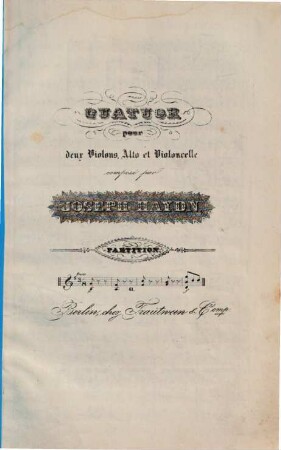 QUATUOR
pour
deux Violons, Alto et Violoncelle
composé par
JOSEPH HAYDN.
PARTITION.
Berlin, chez Trautwein & Comp.